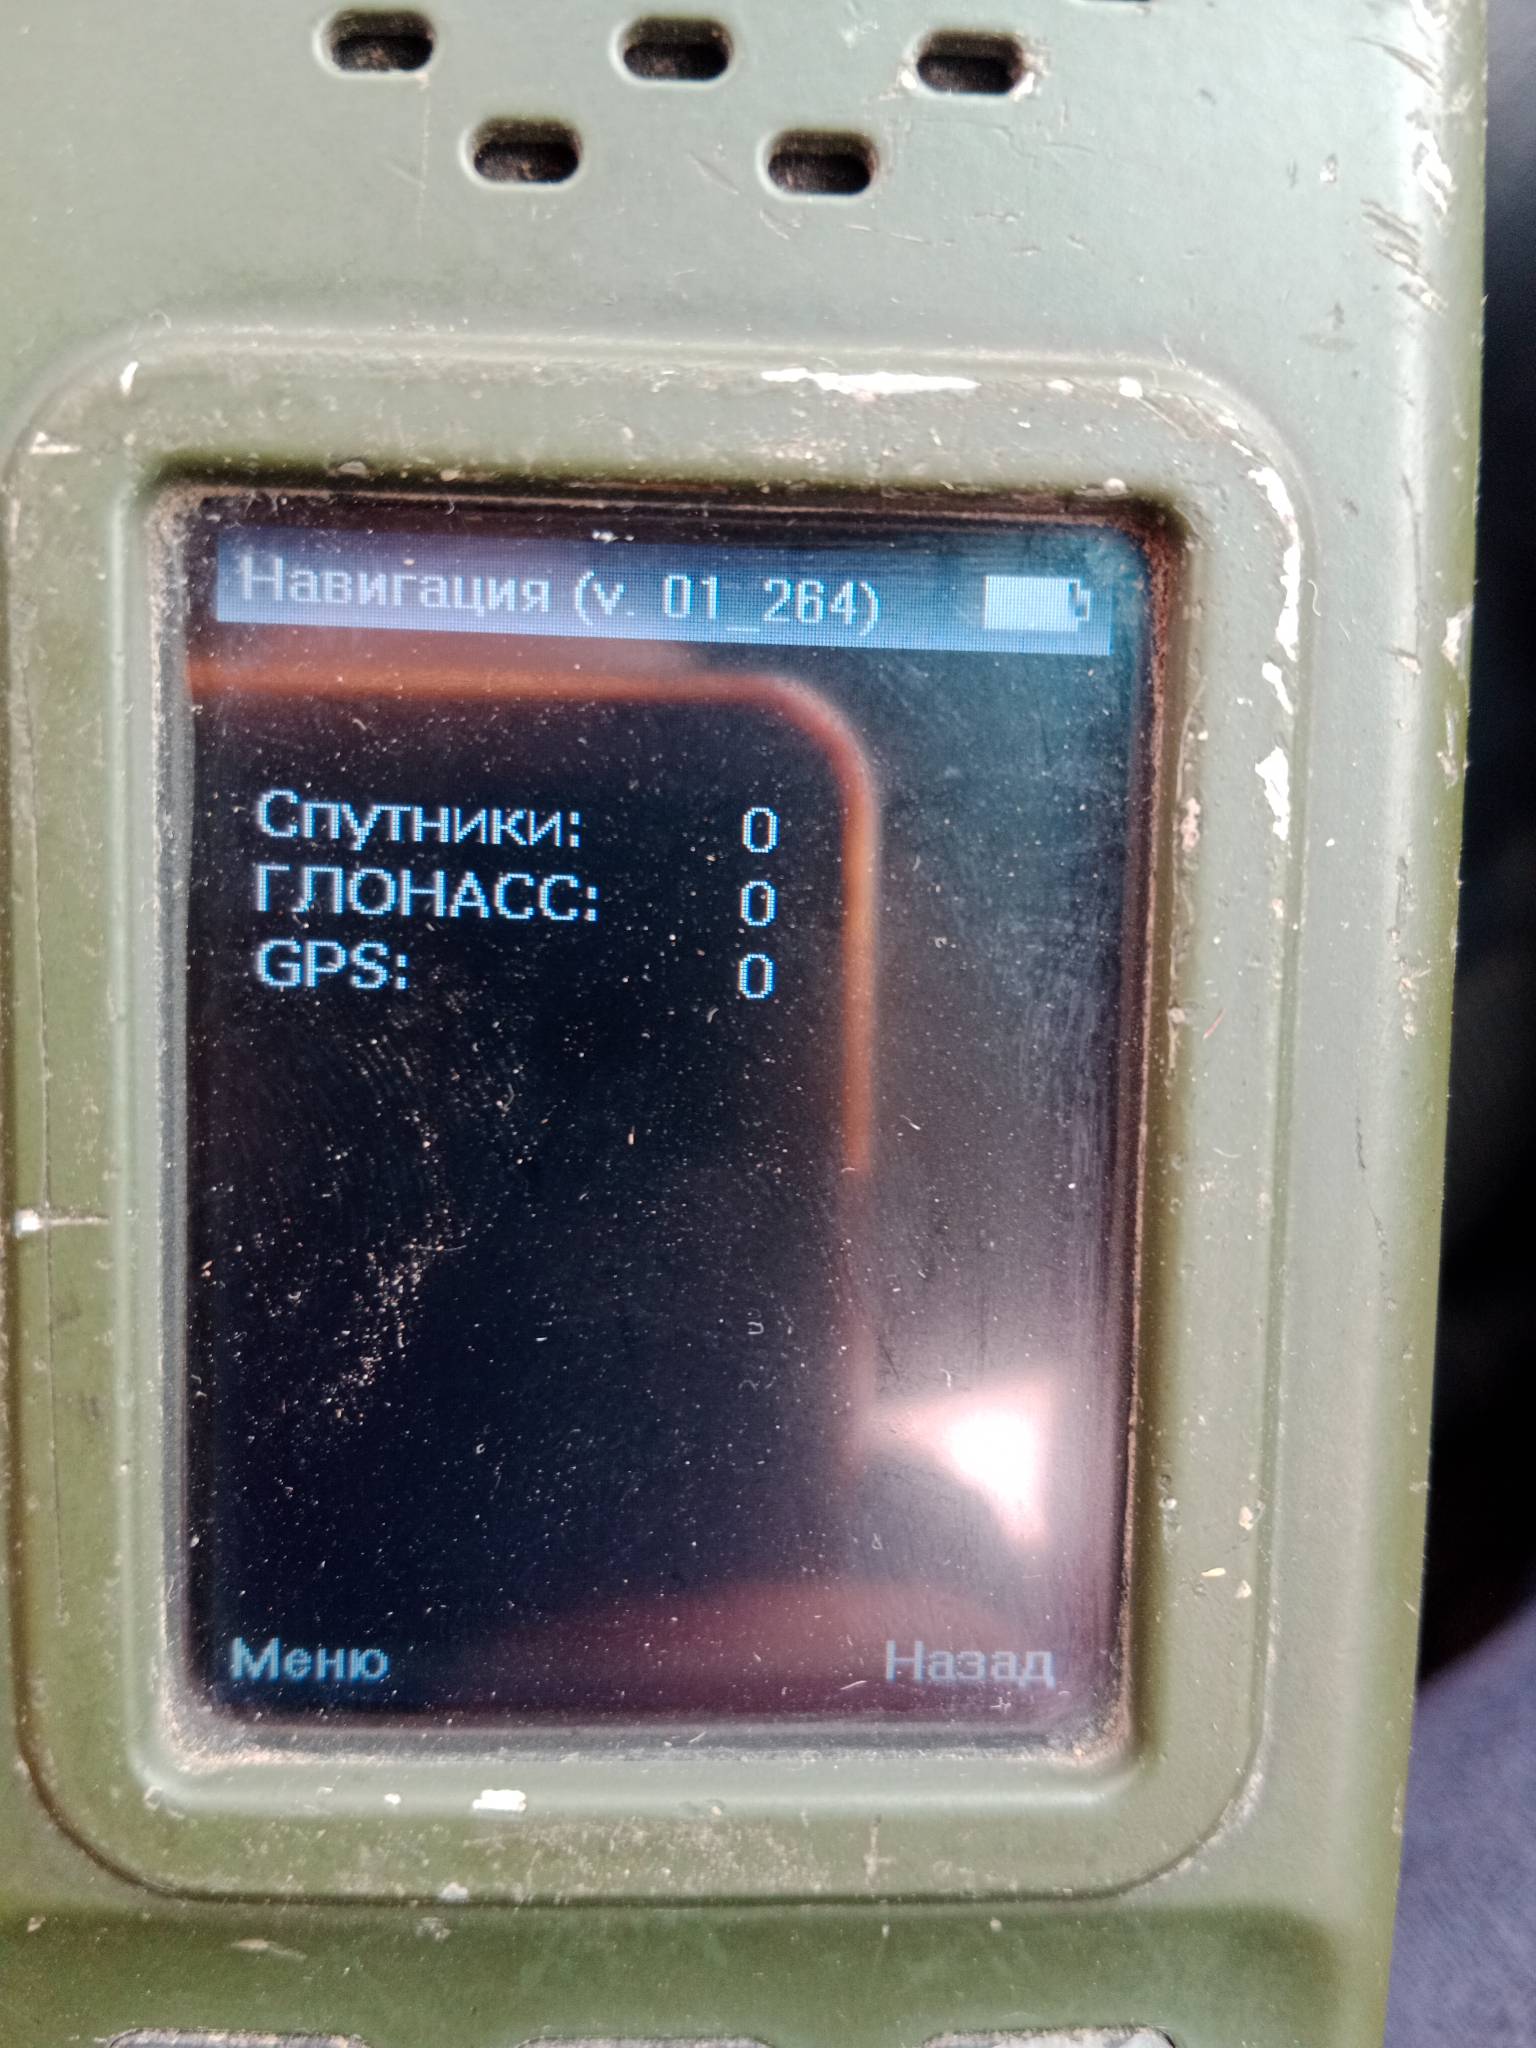 Навигация (v. 01_264)
Спутники: 0
ГЛОНАСС: 0
GPS: 0
Меню Назад